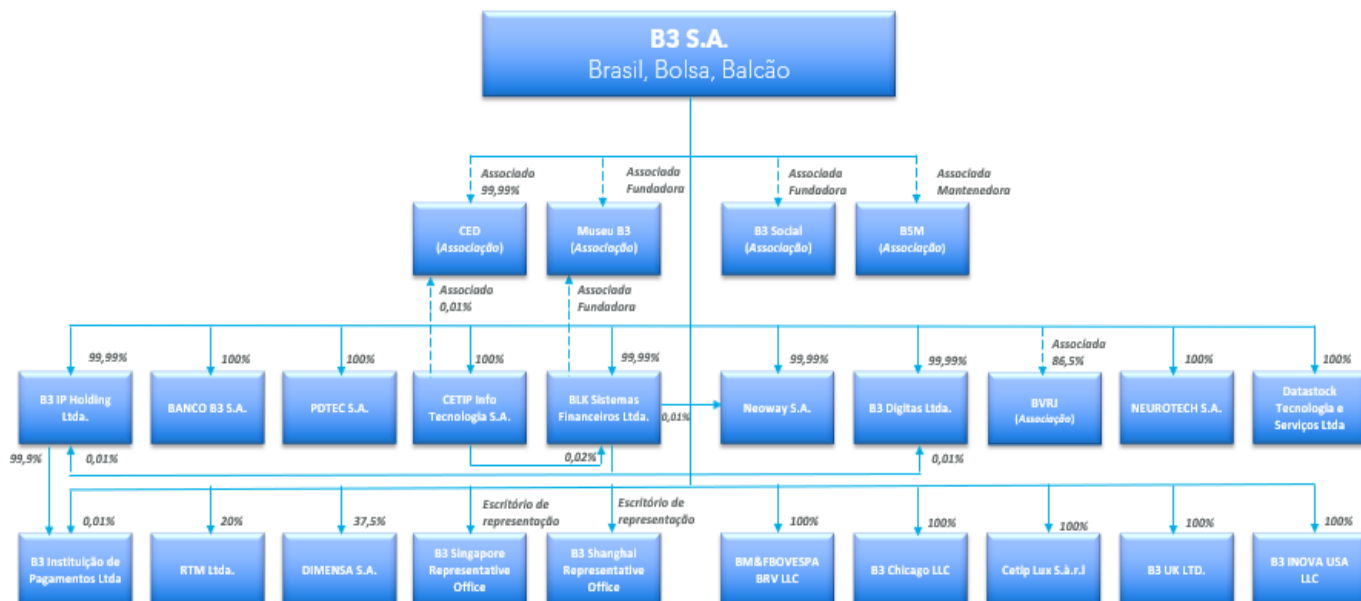 B3 S.A.
Brasil, Bolsa, Balcão
Associado
99,99%
Associada
Fundadora
Associada
Fundadora
Associada
Mantenedora
CED
(Associação)
Museu B3
(Associação)
B3 Social
(Associação)
BSM
(Associação)
Associado
0,01%
Associada
Fundadora
99,99%
100%
100%
100%
99,99%
99,99%
99,99%
Associada
86,5%
100%
100%
B3 IP Holding
Ltda.
BANCO B3 S.A.
PDTEC S.A.
CETIP Info
Tecnologia S.A.
BLK Sistemas
Financeiros Ltda.
0,01%
Neoway S.A.
B3 Digitas Ltda.
BVRJ
(Associação)
NEUROTECH S.A.
Datastock
Tecnologia e
Serviços Ltda
99,9%
0,01%
0,02%
0,01%
0,01%
20%
37,5%
Escritório de
representação
Escritório de
representação
100%
100%
100%
100%
100%
B3 Instituição de
Pagamentos Ltda
RTM Ltda.
DIMENSA S.A.
B3 Singapore
Representative
Office
B3 Shanghai
Representative
Office
BM&FBOVESPA
BRV LLC
B3 Chicago LLC
Cetip Lux S.à.r.l
B3 UK LTD.
B3 INOVA USA
LLC